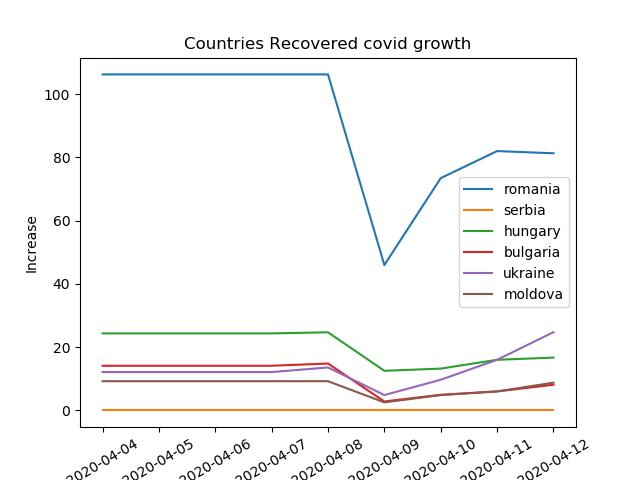 Countries Recovered covid growth
Increase
100
80
60
40
20
0
romania
serbia
hungary
bulgaria
ukraine
moldova
2020-04-04
2020-04-05
2020-04-06
2020-04-07
2020-04-08
2020-04-09
2020-04-10
2020-04-11
2020-04-12